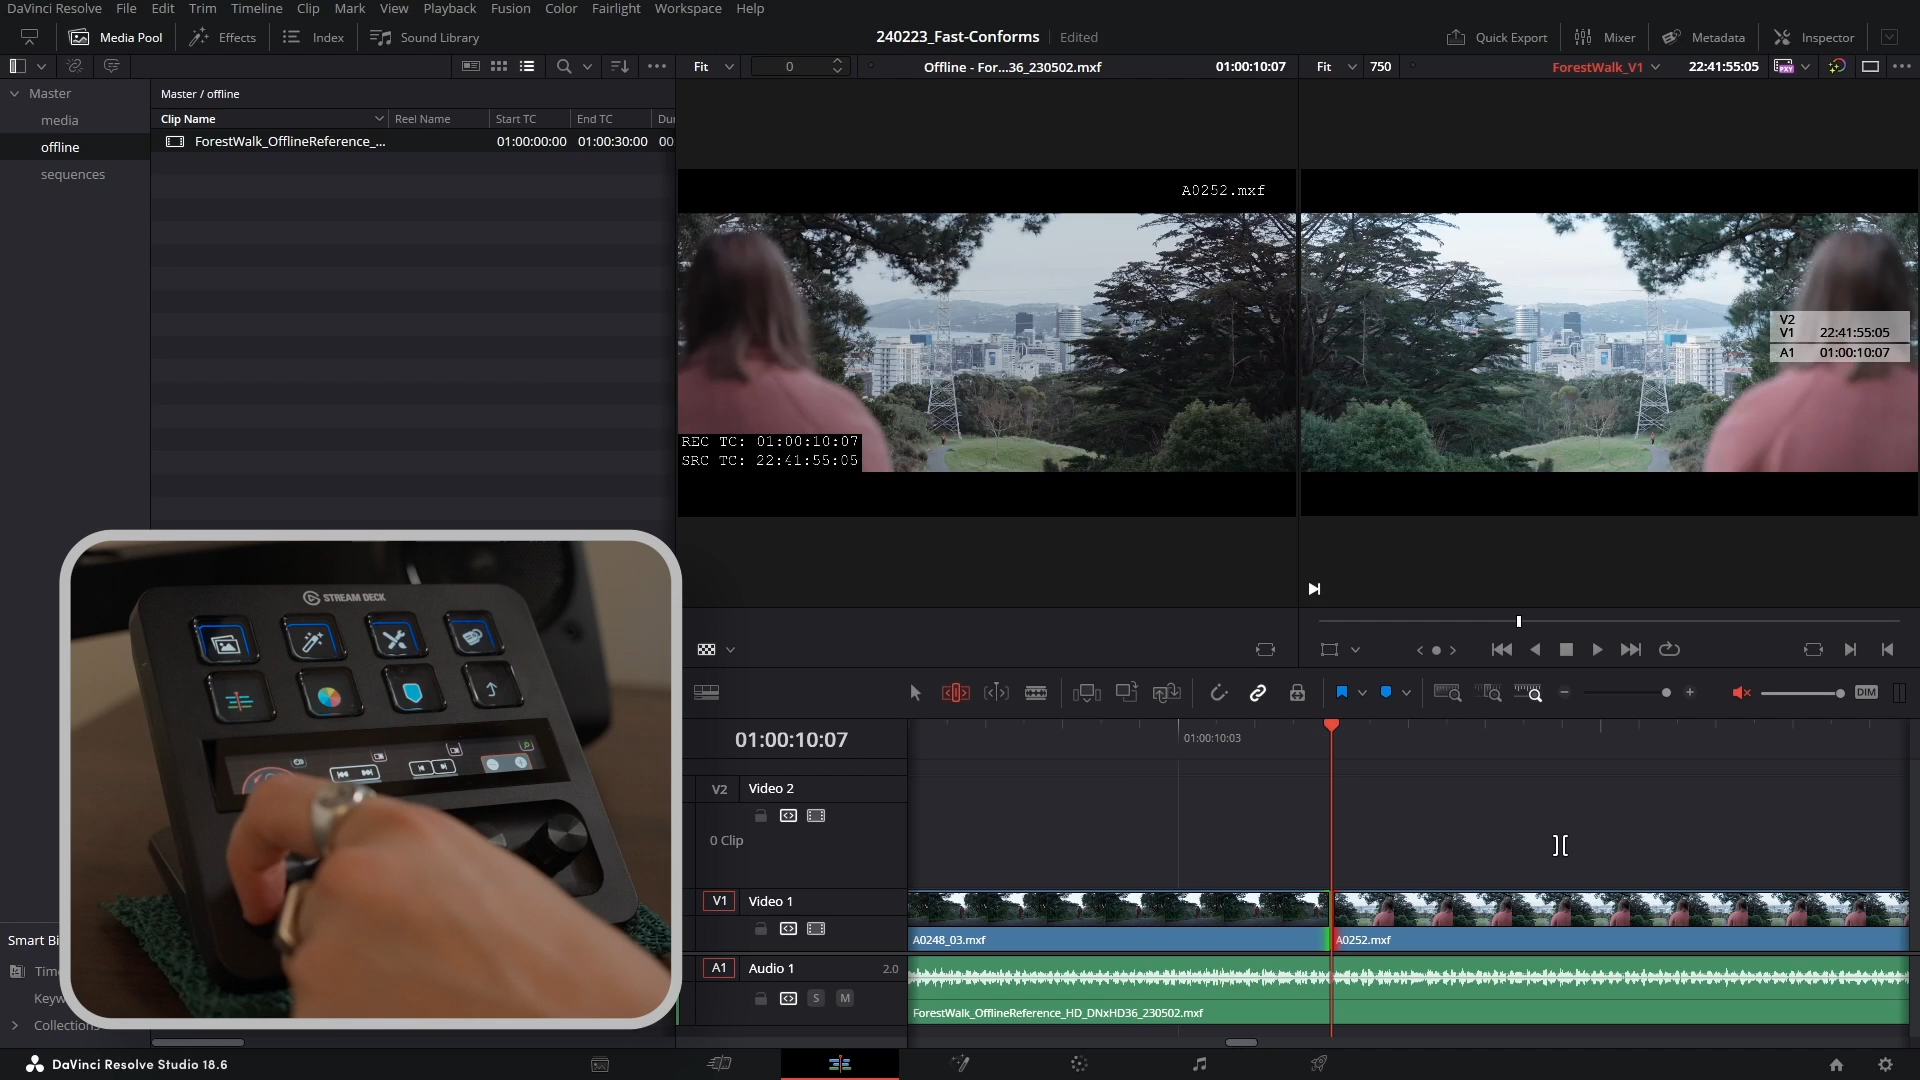 DaVinci Resolve File Edit Trim Timeline Clip Mark View Playback Fusion Color Fairlight Workspace Help
Media Pool Effects Index Sound Library
240223_Fast-Conforms Edited
Quick Export Mixer Metadata Inspector
Fit 0 Offline - For...36_230502.mxf 01:00:10:07
Fit 750 ForestWalk_V1 22:41:55:05
Master
media
offline
sequences
Master / offline
Clip Name Reel Name Start TC End TC Dur
ForestWalk_OfflineReference_... 01:00:00:00 01:00:30:00 00
A0252.mxf
REC TC: 01:00:10:07
SRC TC: 22:41:55:05
V2
V1 22:41:55:05
A1 01:00:10:07
STREAM DECK
DIM
01:00:10:07
01:00:10:03
V2 Video 2
0 Clip
V1 Video 1
A0248_03.mxf
A0252.mxf
A1 Audio 1 2.0
S M
ForestWalk_OfflineReference_HD_DNxHD36_230502.mxf
Smart Bi
Time
Keyw
Collections
DaVinci Resolve Studio 18.6